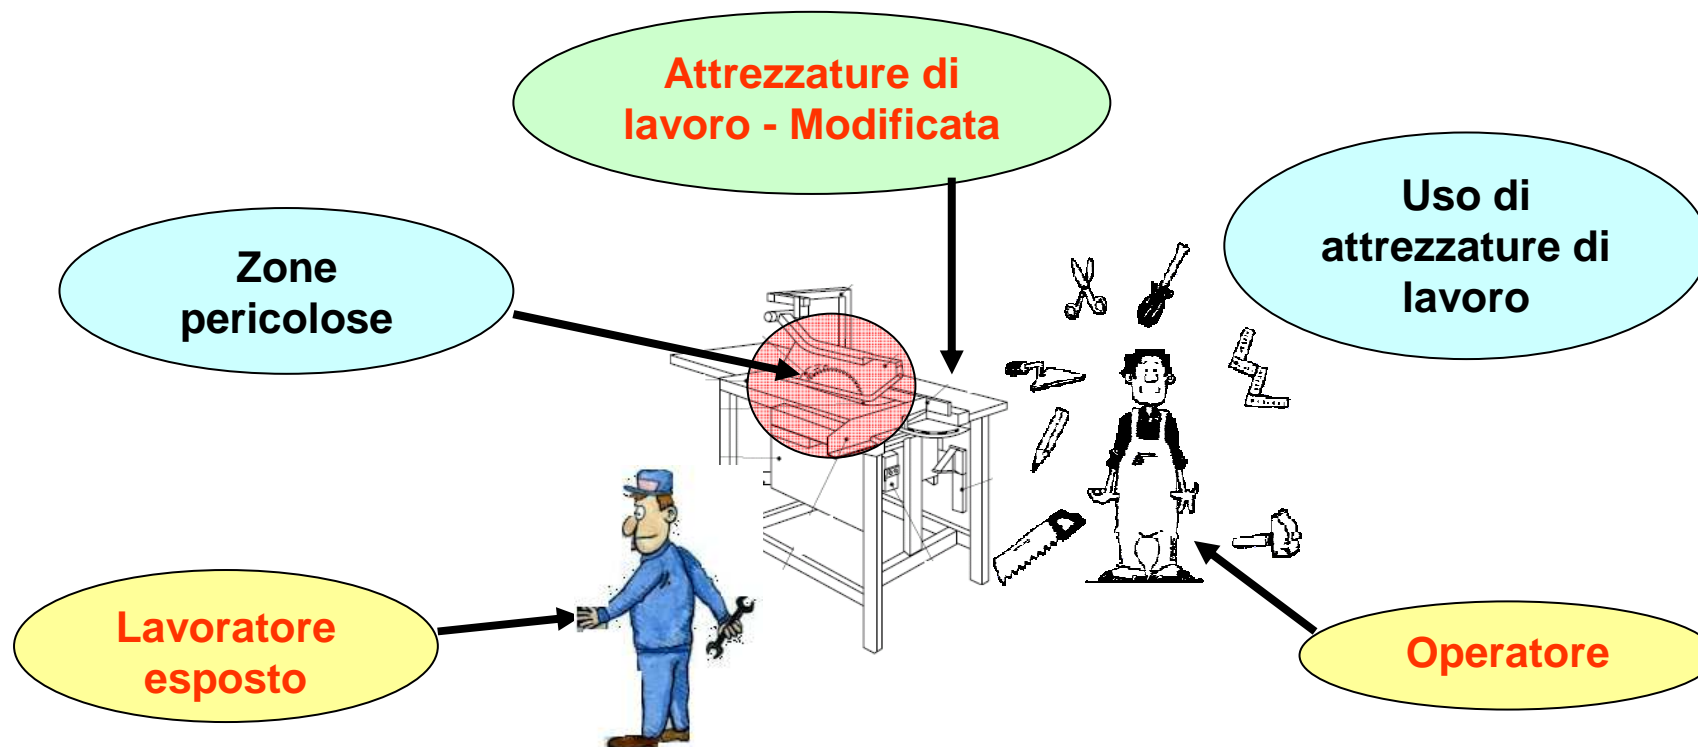 Attrezzature di
lavoro - Modificata
Uso di
attrezzature di
lavoro
Zone
pericolose
Lavoratore
esposto
Operatore